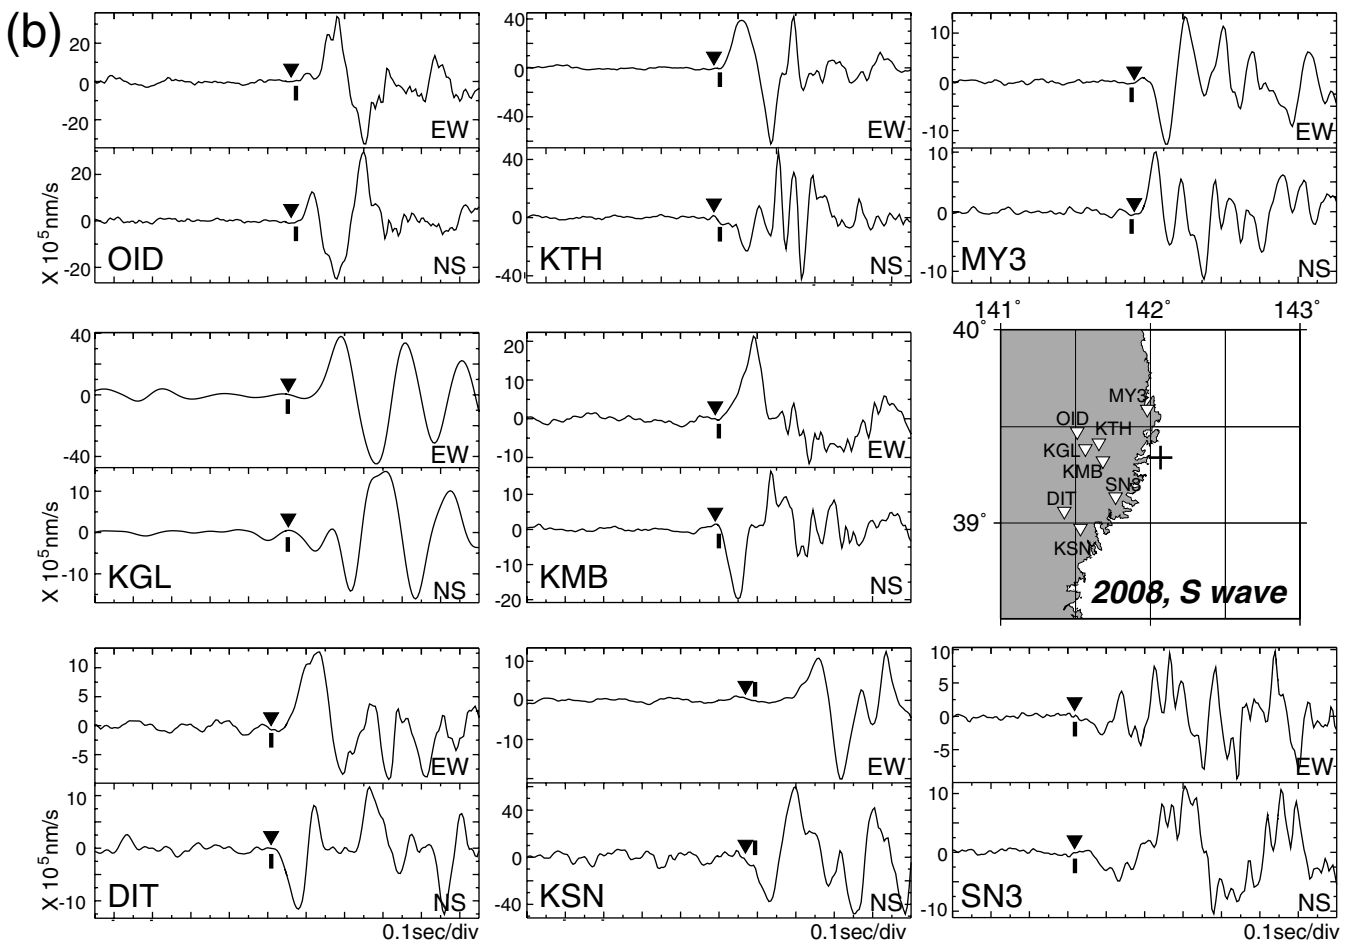 (b)
20
0
-20
EW
20
0
-20
X 10⁵nm/s
OID
NS
40
0
-40
EW
40
0
-40
KTH
NS
10
0
-10
EW
10
0
-10
MY3
NS
40
0
-40
EW
10
0
-10
X 10⁵nm/s
KGL
NS
20
10
0
-10
EW
10
0
-10
-20
KMB
NS
141° 142° 143°
40°
39°
MY3
OID
KTH
KGL
KMB
SN3
DIT
KSN
2008, S wave
10
5
0
-5
EW
10
0
-10
X 10⁵nm/s
DIT
NS
0.1sec/div
10
0
-10
EW
40
0
-40
KSN
NS
0.1sec/div
10
5
0
-5
EW
10
0
-10
SN3
NS
0.1sec/div